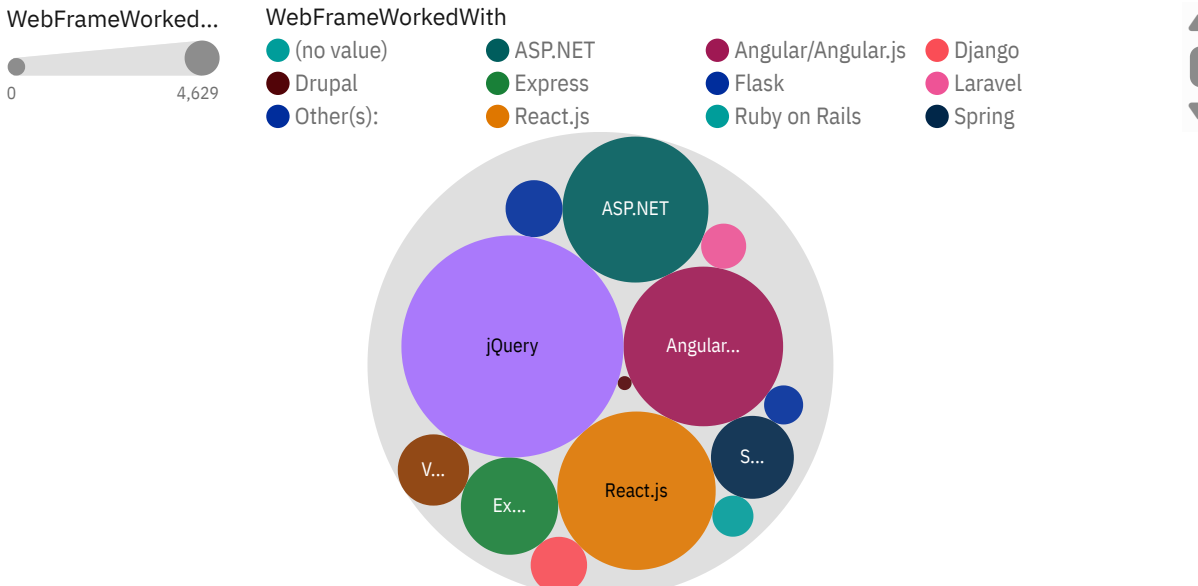 WebFrameWorked...
0
4,629
WebFrameWorkedWith
(no value)
ASP.NET
Angular/Angular.js
Django
Drupal
Express
Flask
Laravel
Other(s):
React.js
Ruby on Rails
Spring
ASP.NET
jQuery
Angular...
V...
S...
React.js
Ex...